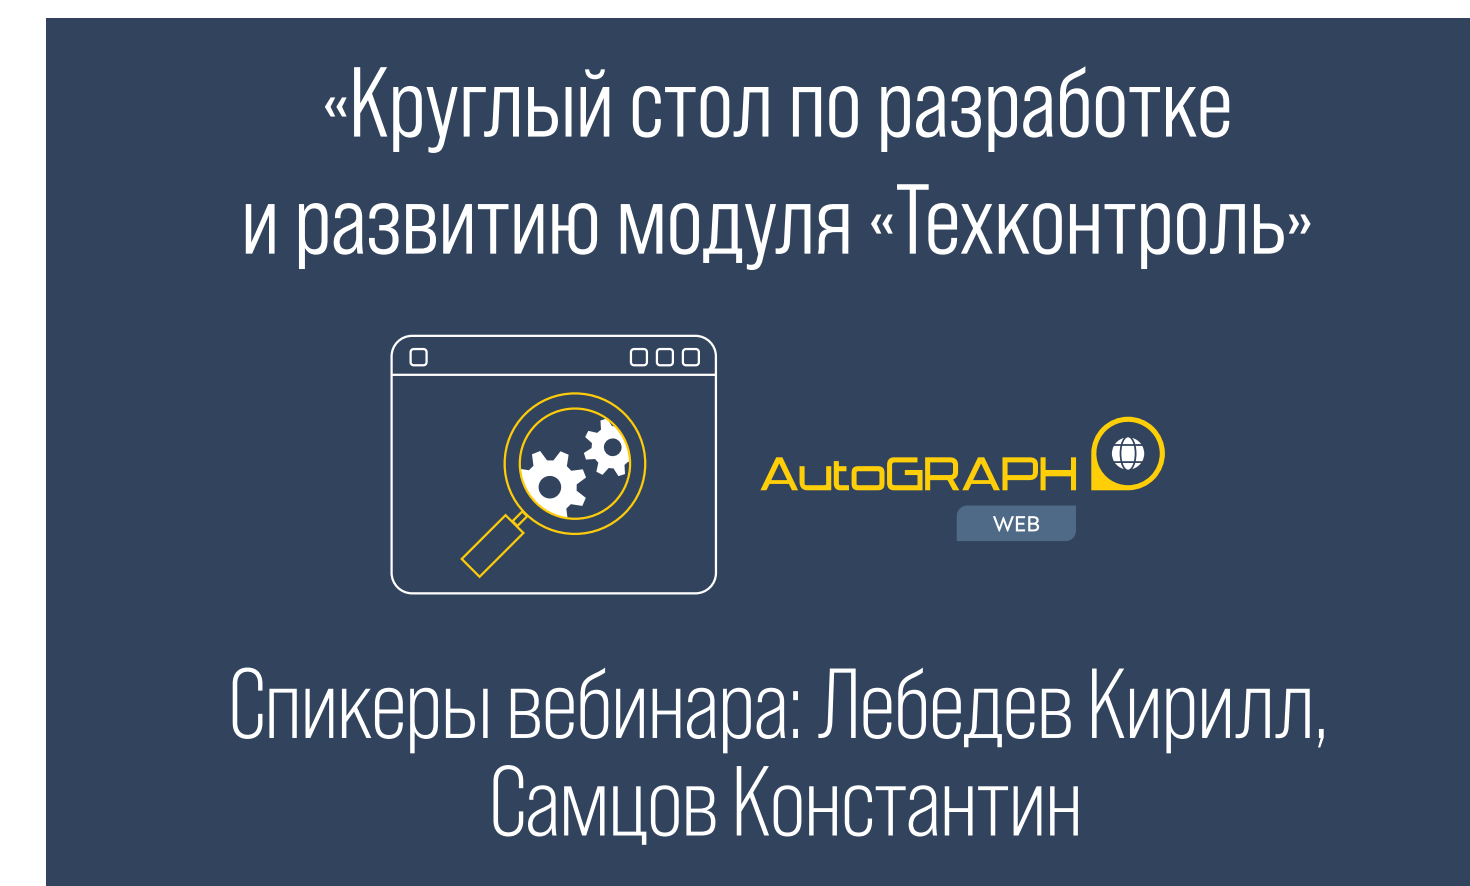 «Круглый стол по разработке
и развитию модуля «Техконтроль»
AutoGRAPH
WEB
Спикеры вебинара: Лебедев Кирилл,
Самцов Константин